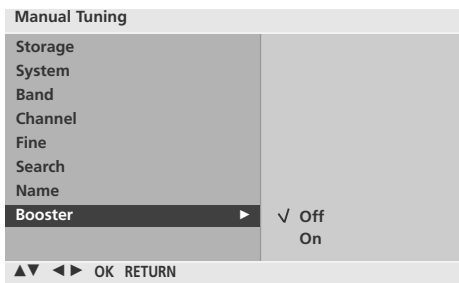 Manual Tuning
Storage
System
Band
Channel
Fine
Search
Name
Booster ► √ Off
On
▲▼ ◄► OK RETURN